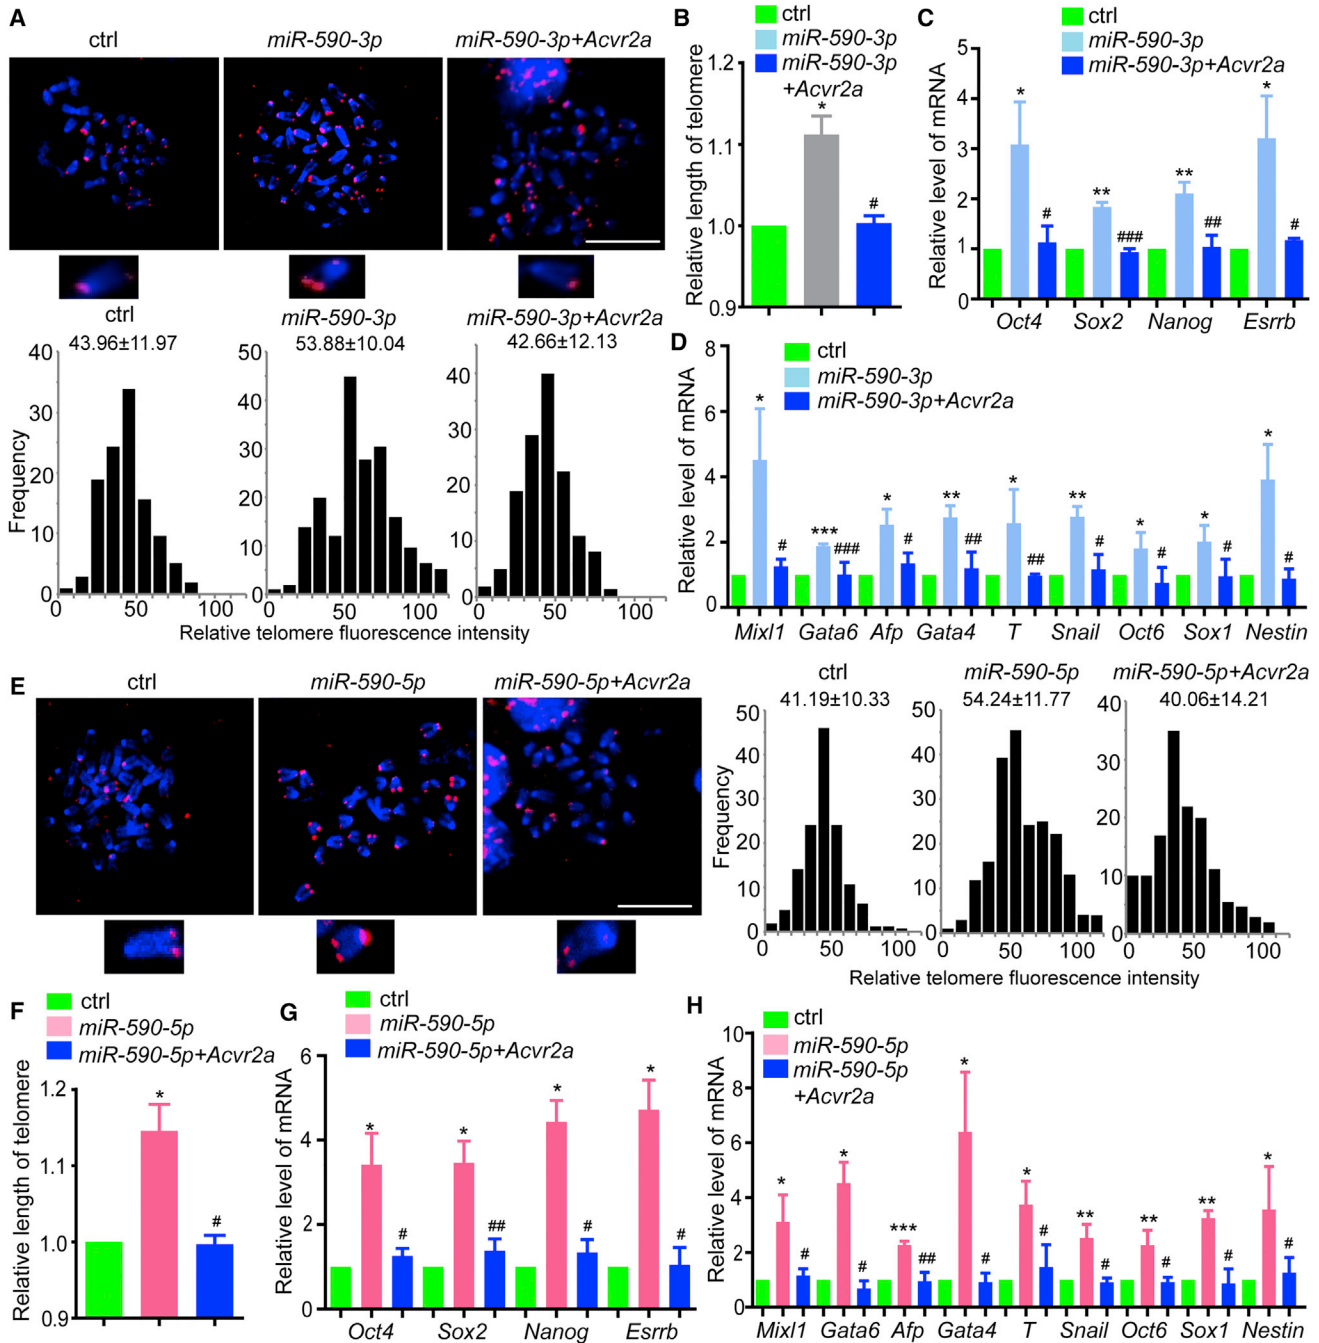 A
ctrl
miR-590-3p
miR-590-3p+Acvr2a
ctrl
43.96±11.97
miR-590-3p
53.88±10.04
miR-590-3p+Acvr2a
42.66±12.13
Frequency
40
30
20
10
0
50
40
30
20
10
0
40
30
20
10
0
0 50 100
0 50 100
0 50 100
Relative telomere fluorescence intensity
B
ctrl
miR-590-3p
miR-590-3p
+Acvr2a
Relative length of telomere
1.2
1.1
1.0
0.9
*
#
C
ctrl
miR-590-3p
miR-590-3p+Acvr2a
Relative level of mRNA
5
4
3
2
1
0
* # ** ### ** ## * #
Oct4 Sox2 Nanog Esrrb
D
ctrl
miR-590-3p
miR-590-3p+Acvr2a
Relative level of mRNA
8
6
4
2
0
* # *** ### * # ** ## * ## ** # * # * # * #
Mixl1 Gata6 Afp Gata4 T Snail Oct6 Sox1 Nestin
E
ctrl
miR-590-5p
miR-590-5p+Acvr2a
ctrl
41.19±10.33
miR-590-5p
54.24±11.77
miR-590-5p+Acvr2a
40.06±14.21
Frequency
50
40
30
20
10
0
50
40
30
20
10
0
40
30
20
10
0
0 50 100
0 50 100
0 50 100
Relative telomere fluorescence intensity
F
ctrl
miR-590-5p
miR-590-5p+Acvr2a
Relative length of telomere
1.2
1.1
1.0
0.9
*
#
G
ctrl
miR-590-5p
miR-590-5p+Acvr2a
Relative level of mRNA
6
4
2
0
* # * ## * # * #
Oct4 Sox2 Nanog Esrrb
H
ctrl
miR-590-5p
miR-590-5p
+Acvr2a
Relative level of mRNA
10
8
6
4
2
0
* # * # *** ## * # * # ** # ** # ** # * #
Mixl1 Gata6 Afp Gata4 T Snail Oct6 Sox1 Nestin